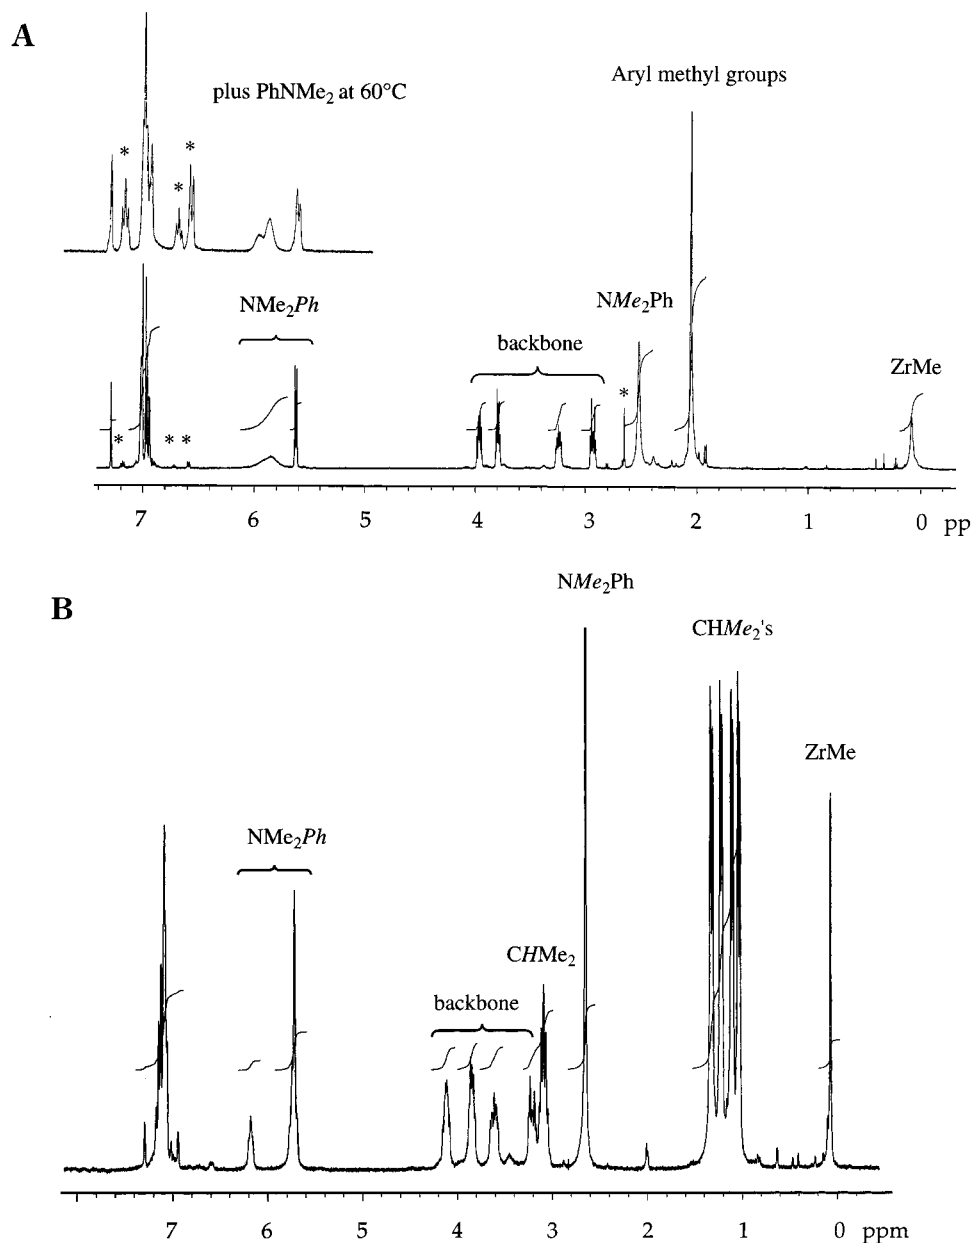 A
plus PhNMe₂ at 60°C
Aryl methyl groups
* * *
NMe₂Ph
NMe₂Ph
backbone
ZrMe
* * * *
7 6 5 4 3 2 1 0 pp
B
NMe₂Ph
CHMe₂'s
ZrMe
NMe₂Ph
CHMe₂
backbone
7 6 5 4 3 2 1 0 ppm